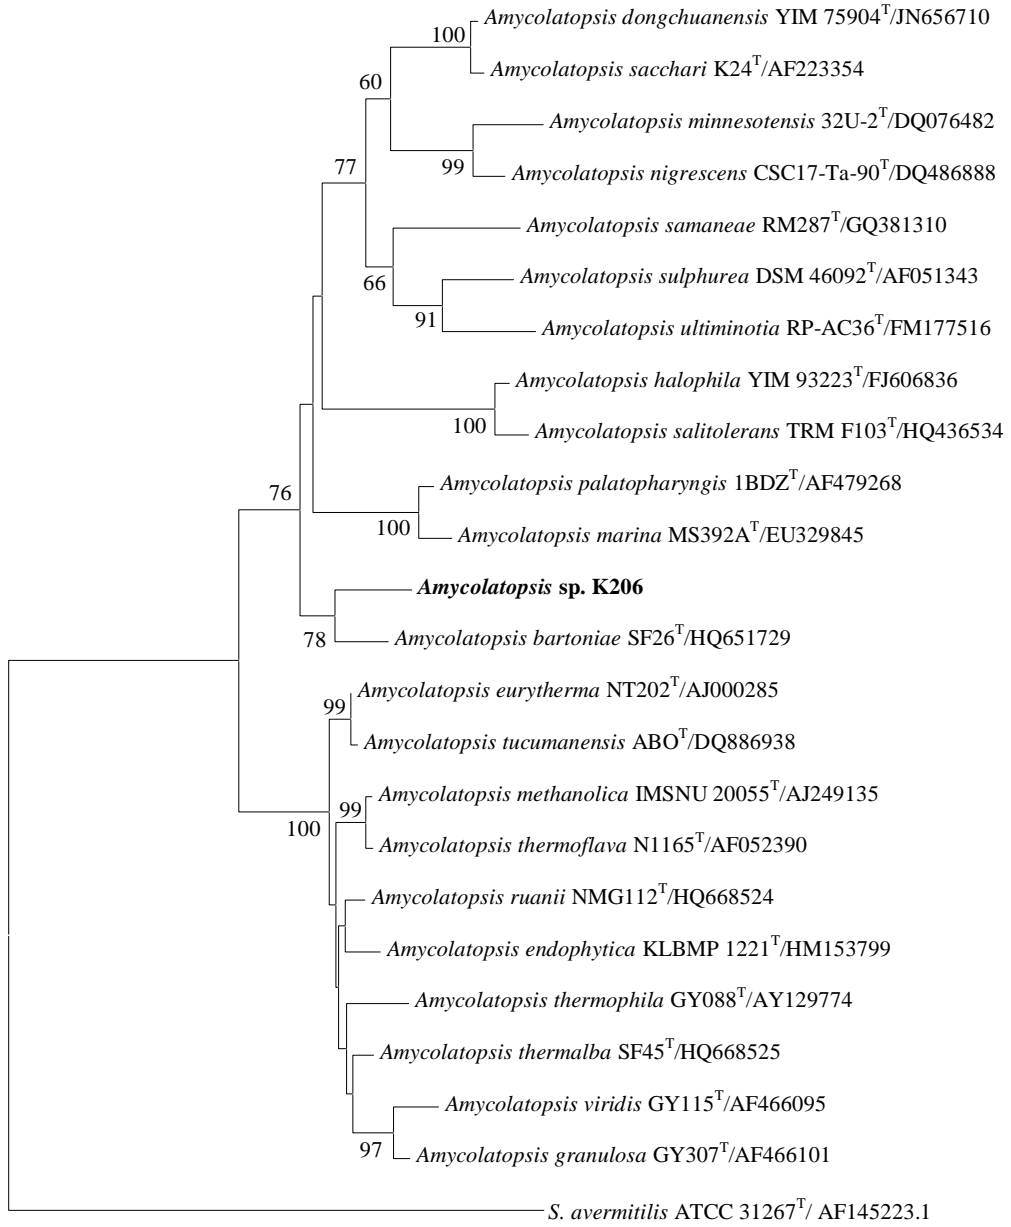 Amycolatopsis dongchuanensis YIM 75904T/JN656710
100
Amycolatopsis sacchari K24T/AF223354
60
Amycolatopsis minnesotensis 32U-2T/DQ076482
99
Amycolatopsis nigrescens CSC17-Ta-90T/DQ486888
77
Amycolatopsis samaneae RM287T/GQ381310
66
Amycolatopsis sulphurea DSM 46092T/AF051343
91
Amycolatopsis ultiminotia RP-AC36T/FM177516
Amycolatopsis halophila YIM 93223T/FJ606836
100
Amycolatopsis salitolerans TRM F103T/HQ436534
Amycolatopsis palatopharyngis 1BDZT/AF479268
76
100
Amycolatopsis marina MS392AT/EU329845
Amycolatopsis sp. K206
78
Amycolatopsis bartoniae SF26T/HQ651729
Amycolatopsis eurytherma NT202T/AJ000285
99
Amycolatopsis tucumanensis ABOT/DQ886938
Amycolatopsis methanolica IMSNU 20055T/AJ249135
99
100
Amycolatopsis thermoflava N1165T/AF052390
Amycolatopsis ruanii NMG112T/HQ668524
Amycolatopsis endophytica KLBMP 1221T/HM153799
Amycolatopsis thermophila GY088T/AY129774
Amycolatopsis thermalba SF45T/HQ668525
Amycolatopsis viridis GY115T/AF466095
97
Amycolatopsis granulosa GY307T/AF466101
S. avermitilis ATCC 31267T/ AF145223.1